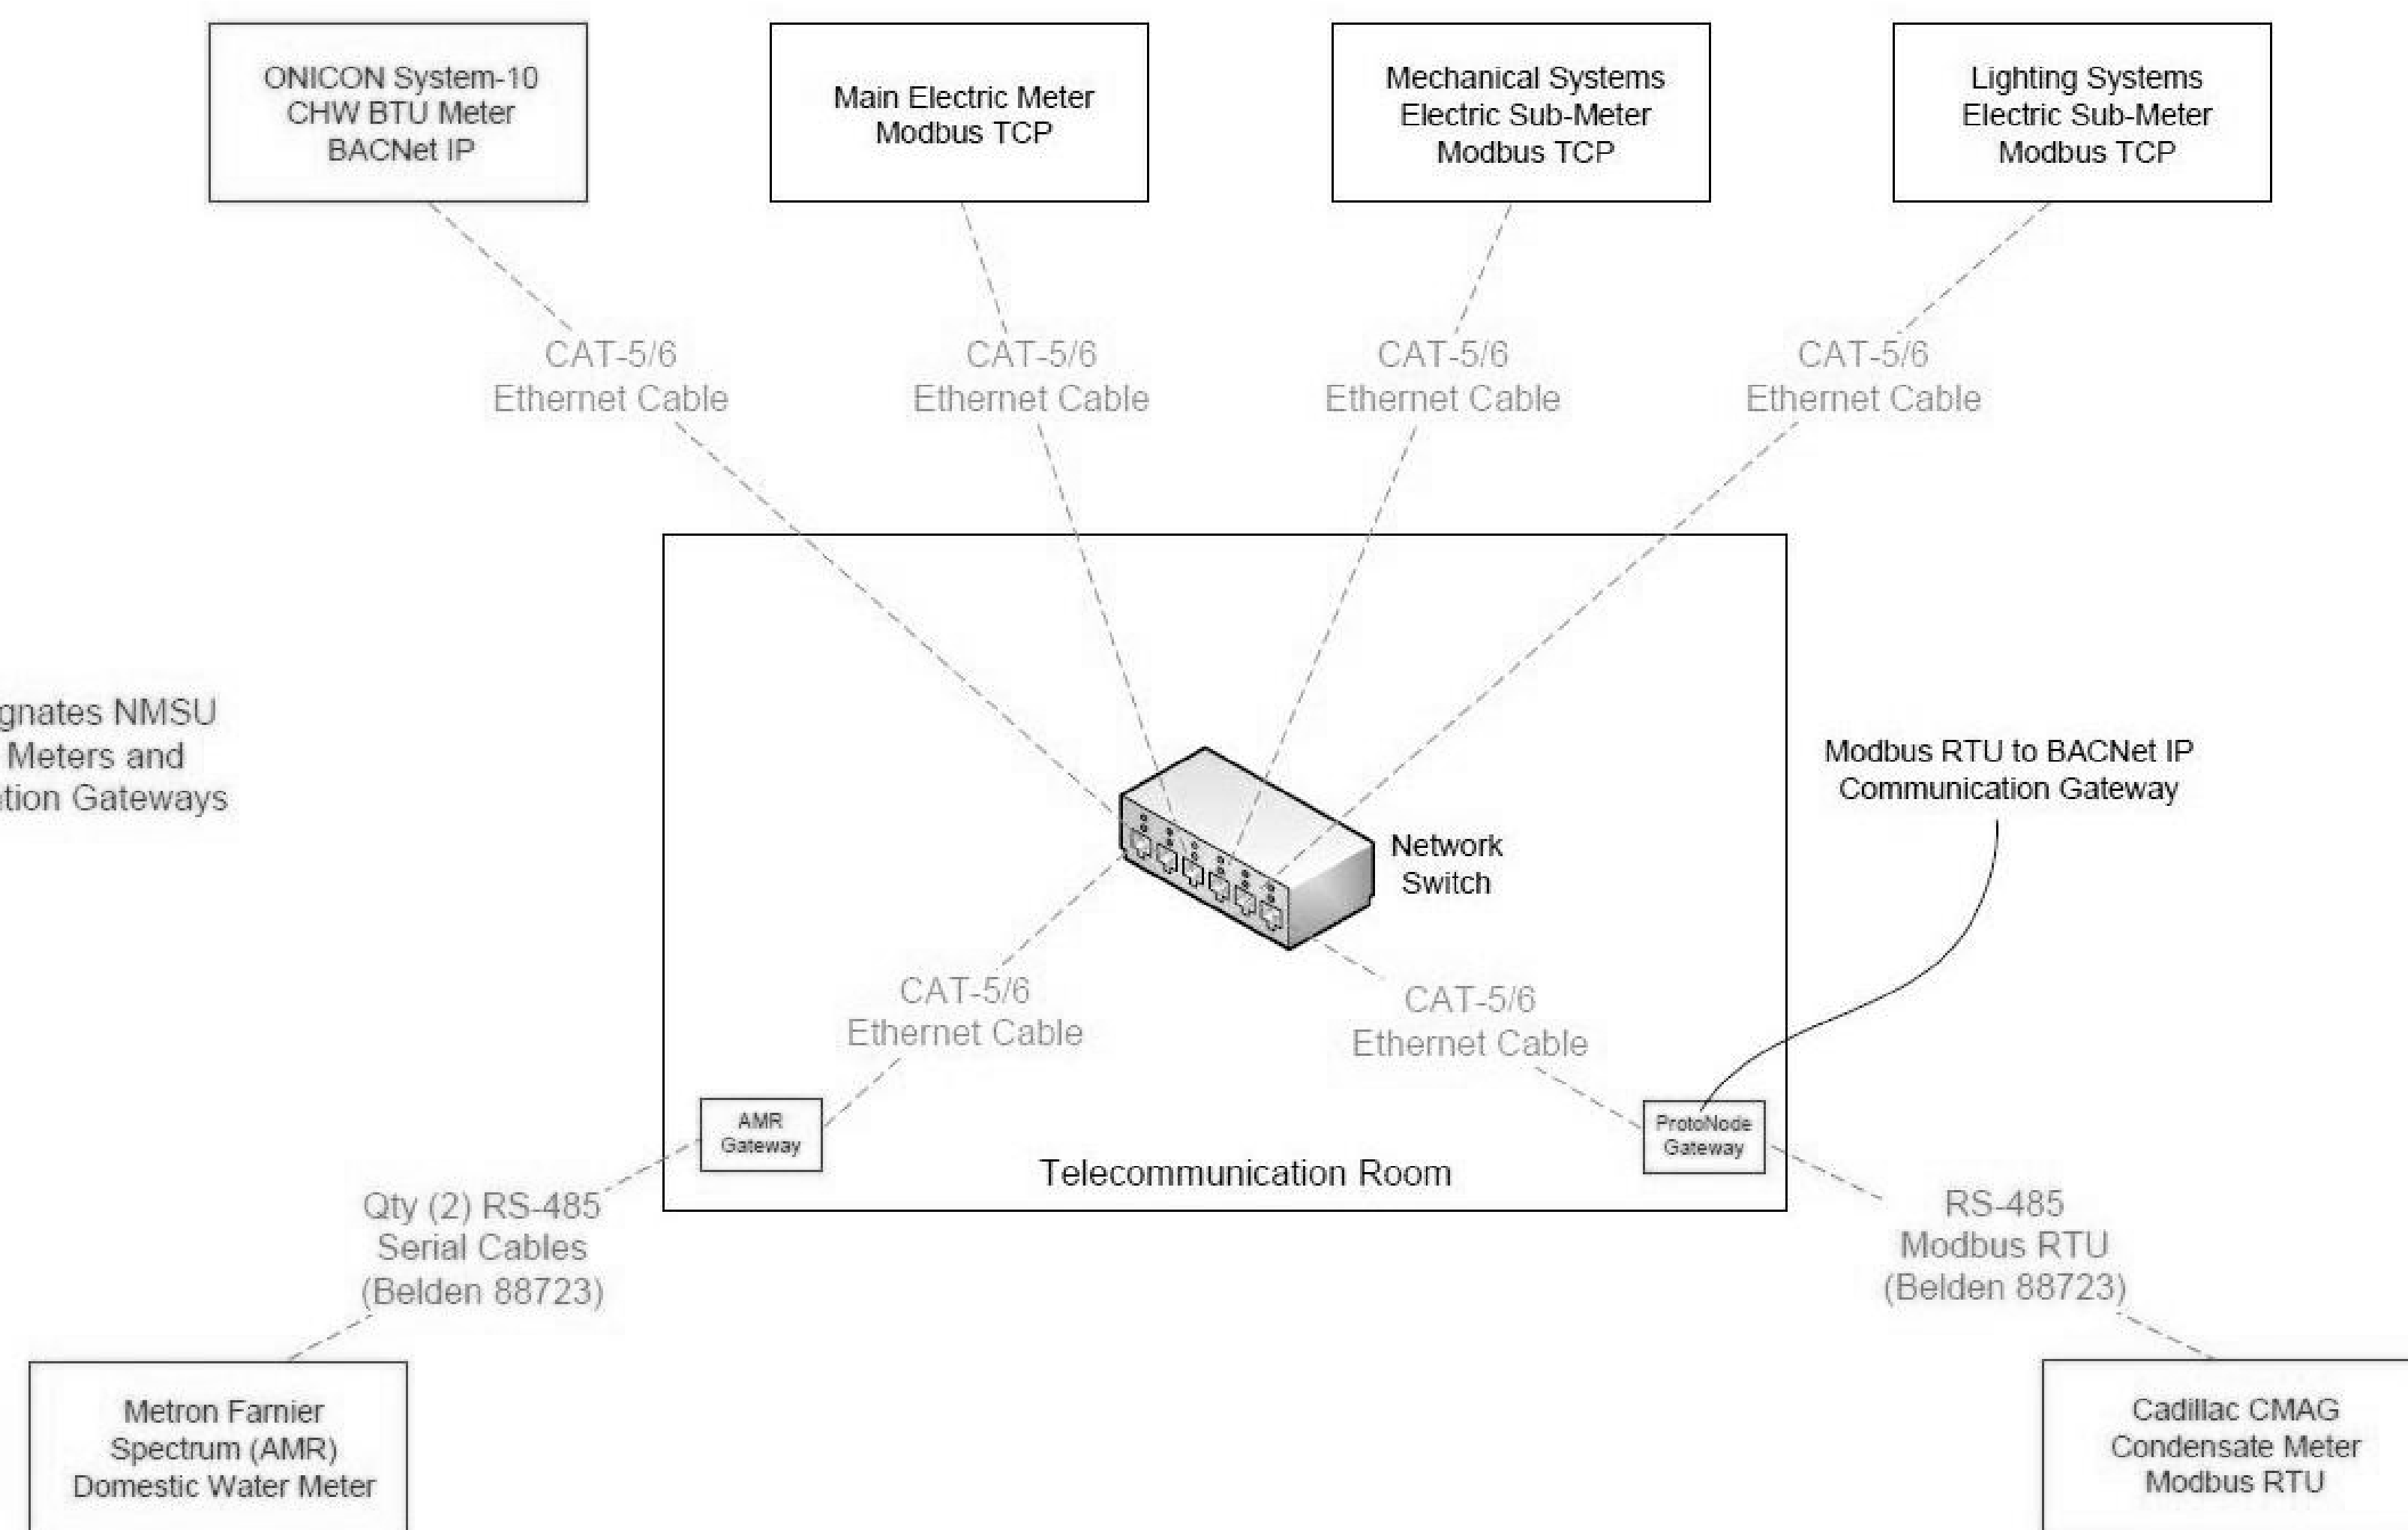 ONICON System-10
CHW BTU Meter
BACNet IP
Main Electric Meter
Modbus TCP
Mechanical Systems
Electric Sub-Meter
Modbus TCP
Lighting Systems
Electric Sub-Meter
Modbus TCP
CAT-5/6
Ethernet Cable
CAT-5/6
Ethernet Cable
CAT-5/6
Ethernet Cable
CAT-5/6
Ethernet Cable
gnates NMSU
Meters and
tion Gateways
Modbus RTU to BACNet IP
Communication Gateway
Network
Switch
CAT-5/6
Ethernet Cable
CAT-5/6
Ethernet Cable
AMR
Gateway
ProtoNode
Gateway
Telecommunication Room
Qty (2) RS-485
Serial Cables
(Belden 88723)
RS-485
Modbus RTU
(Belden 88723)
Metron Farnier
Spectrum (AMR)
Domestic Water Meter
Cadillac CMAG
Condensate Meter
Modbus RTU